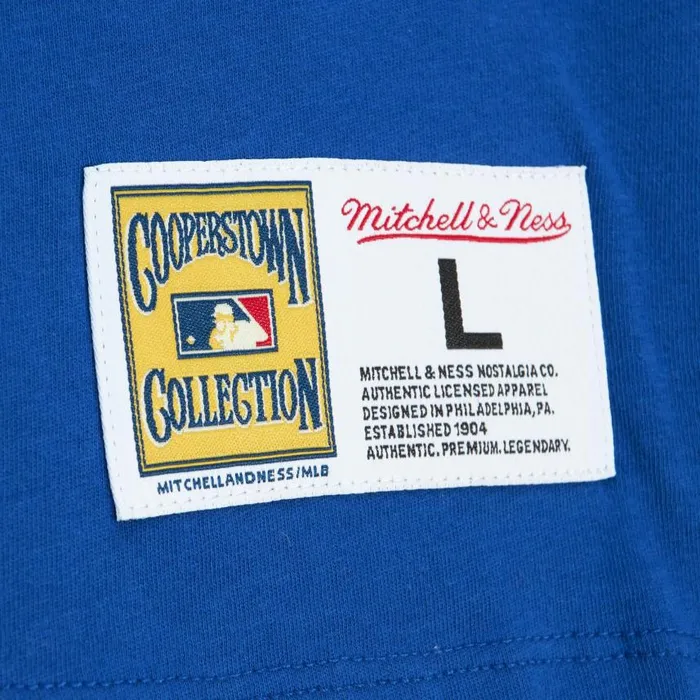 COOPERSTOWN
COLLECTION
MITCHELLANDNESS/MLB
Mitchell & Ness
L
MITCHELL & NESS NOSTALGIA CO.
AUTHENTIC LICENSED APPAREL
DESIGNED IN PHILADELPHIA, PA.
ESTABLISHED 1904
AUTHENTIC. PREMIUM. LEGENDARY.